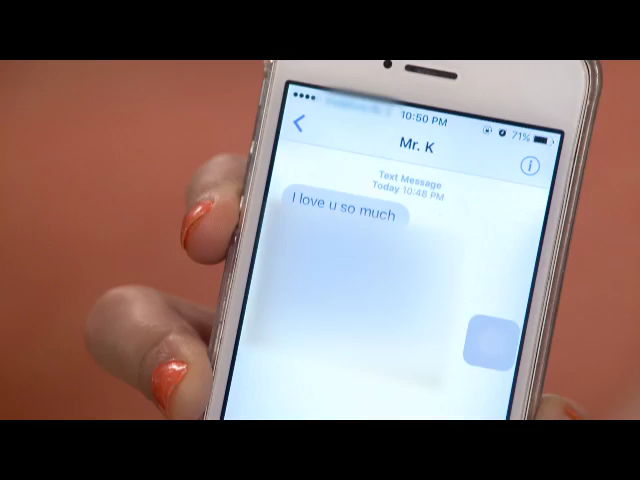 10:50 PM
71%
Mr. K
Text Message
Today 10:48 PM
I love u so much